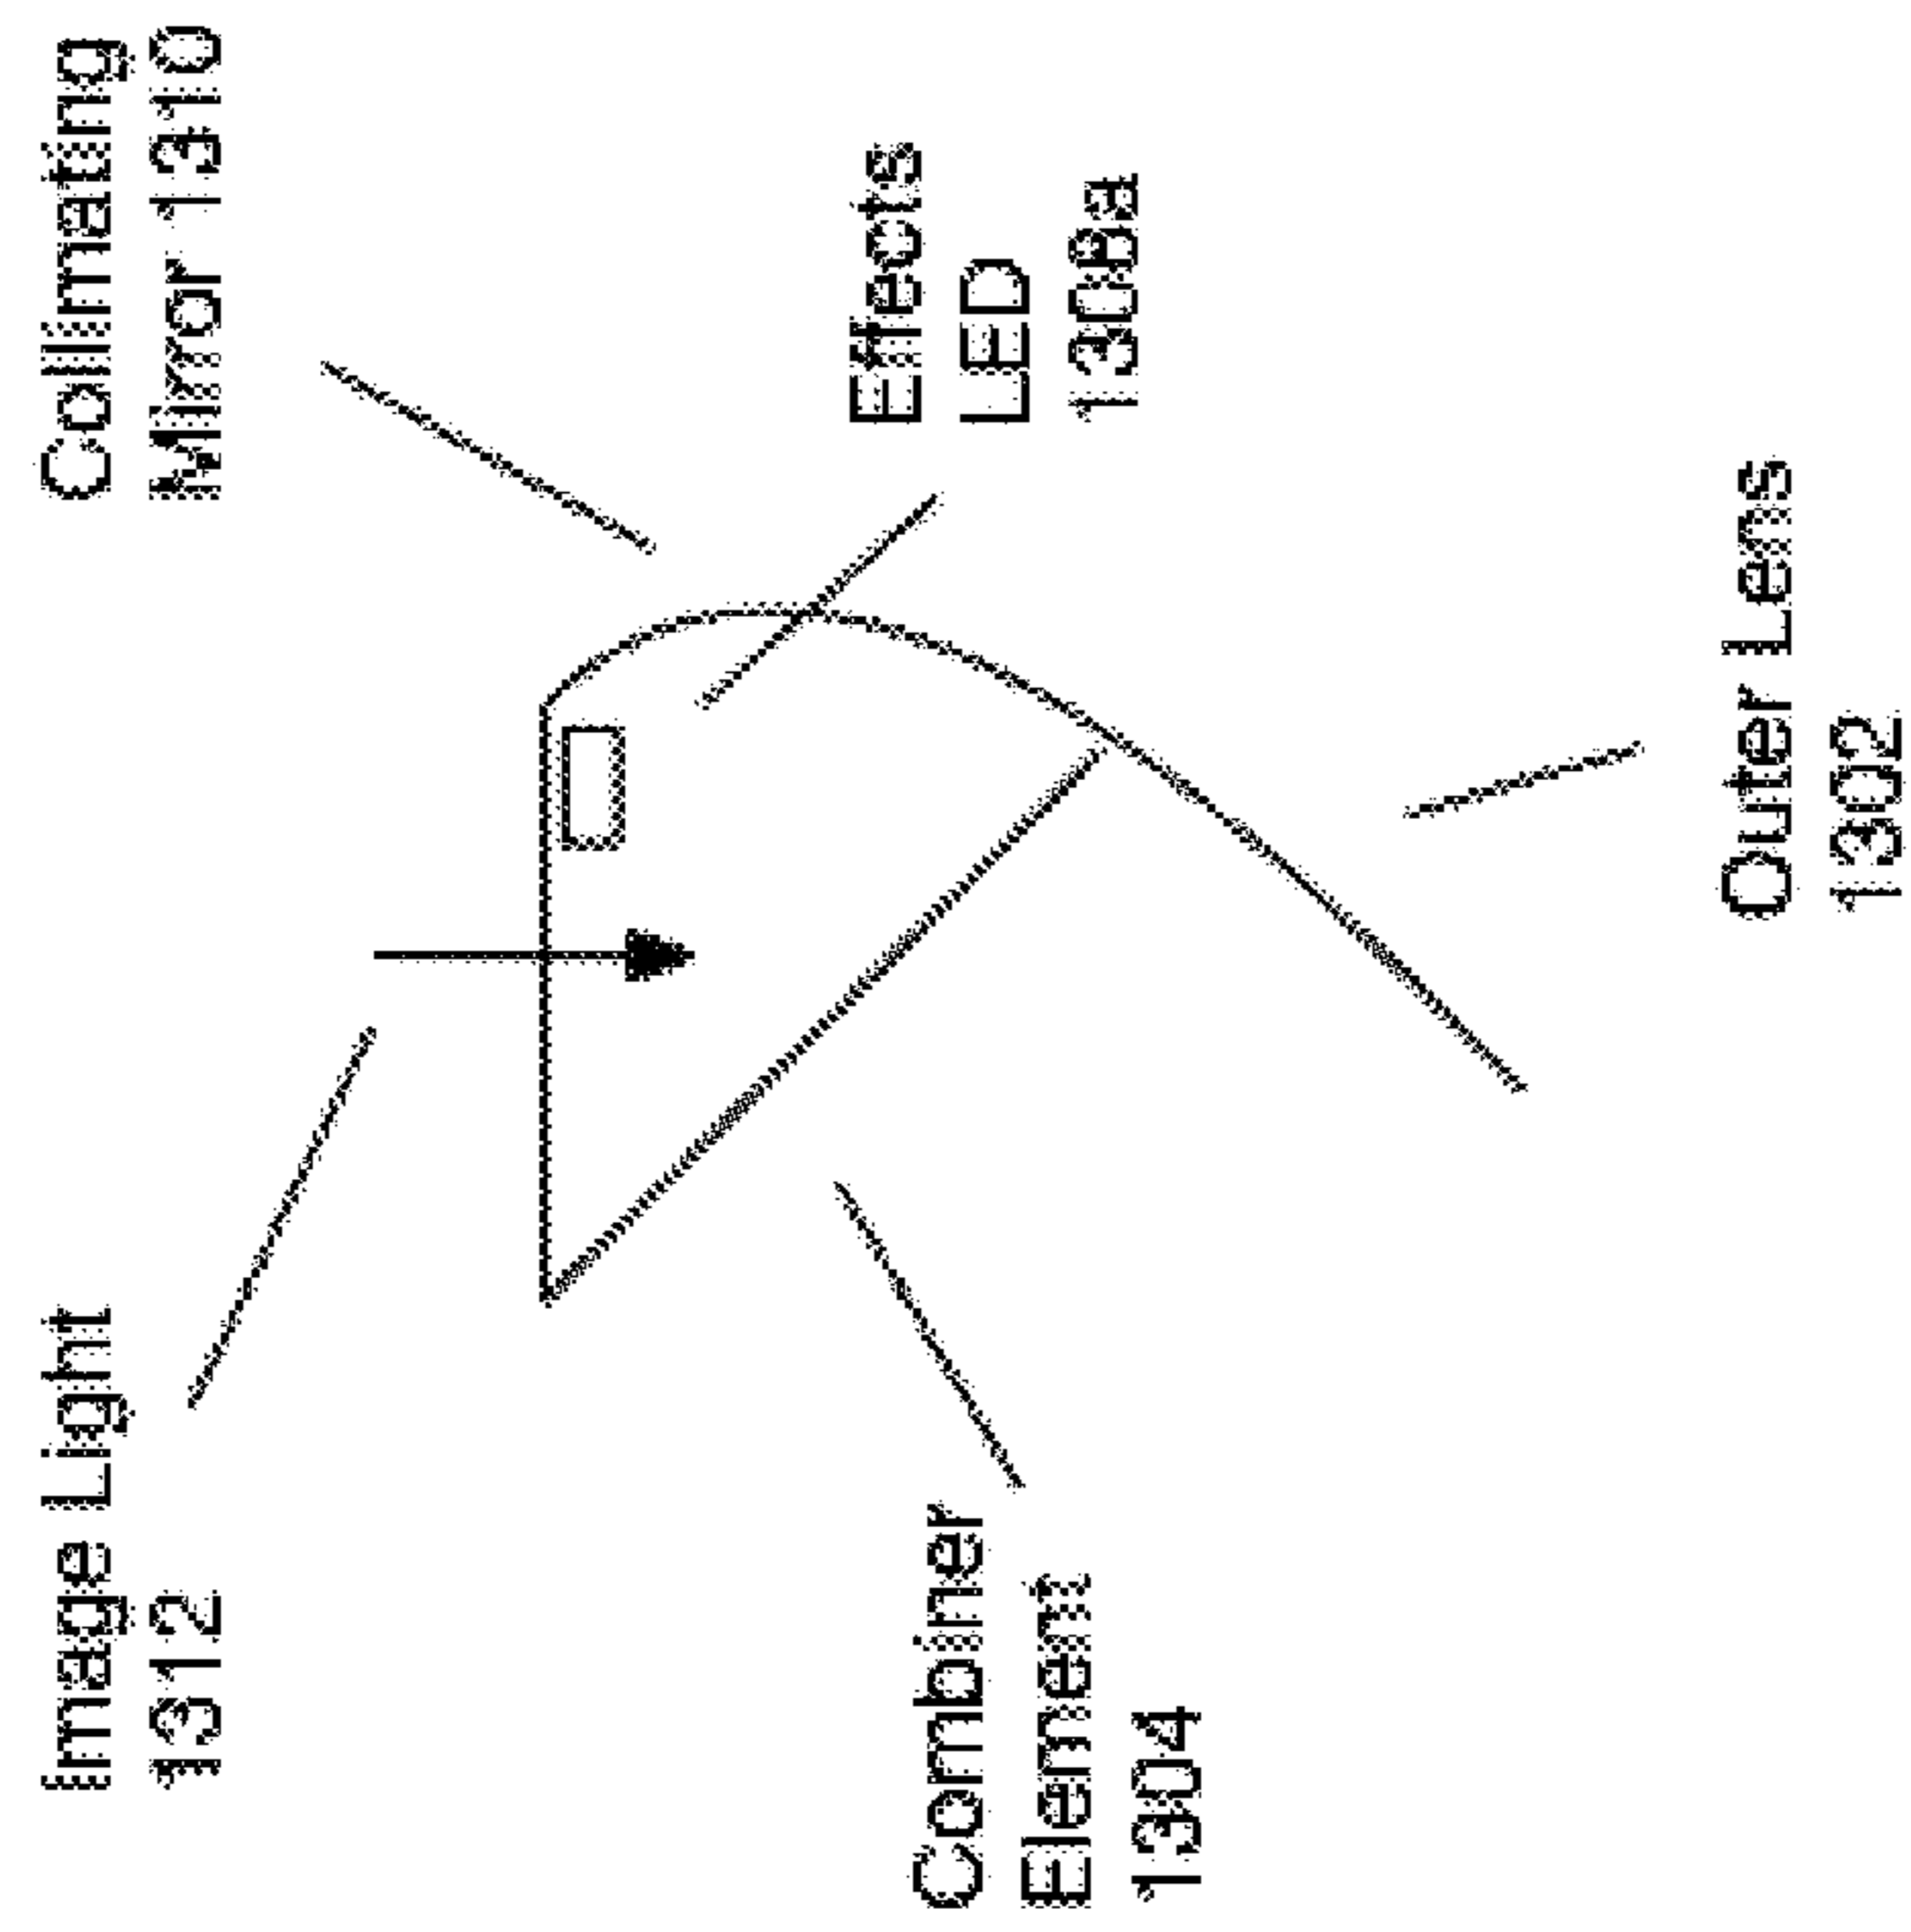 Collimating
Mirror 1310
Effects
LED
1308a
Outer Lens
1302
Image Light
1312
Combiner
Element
1304